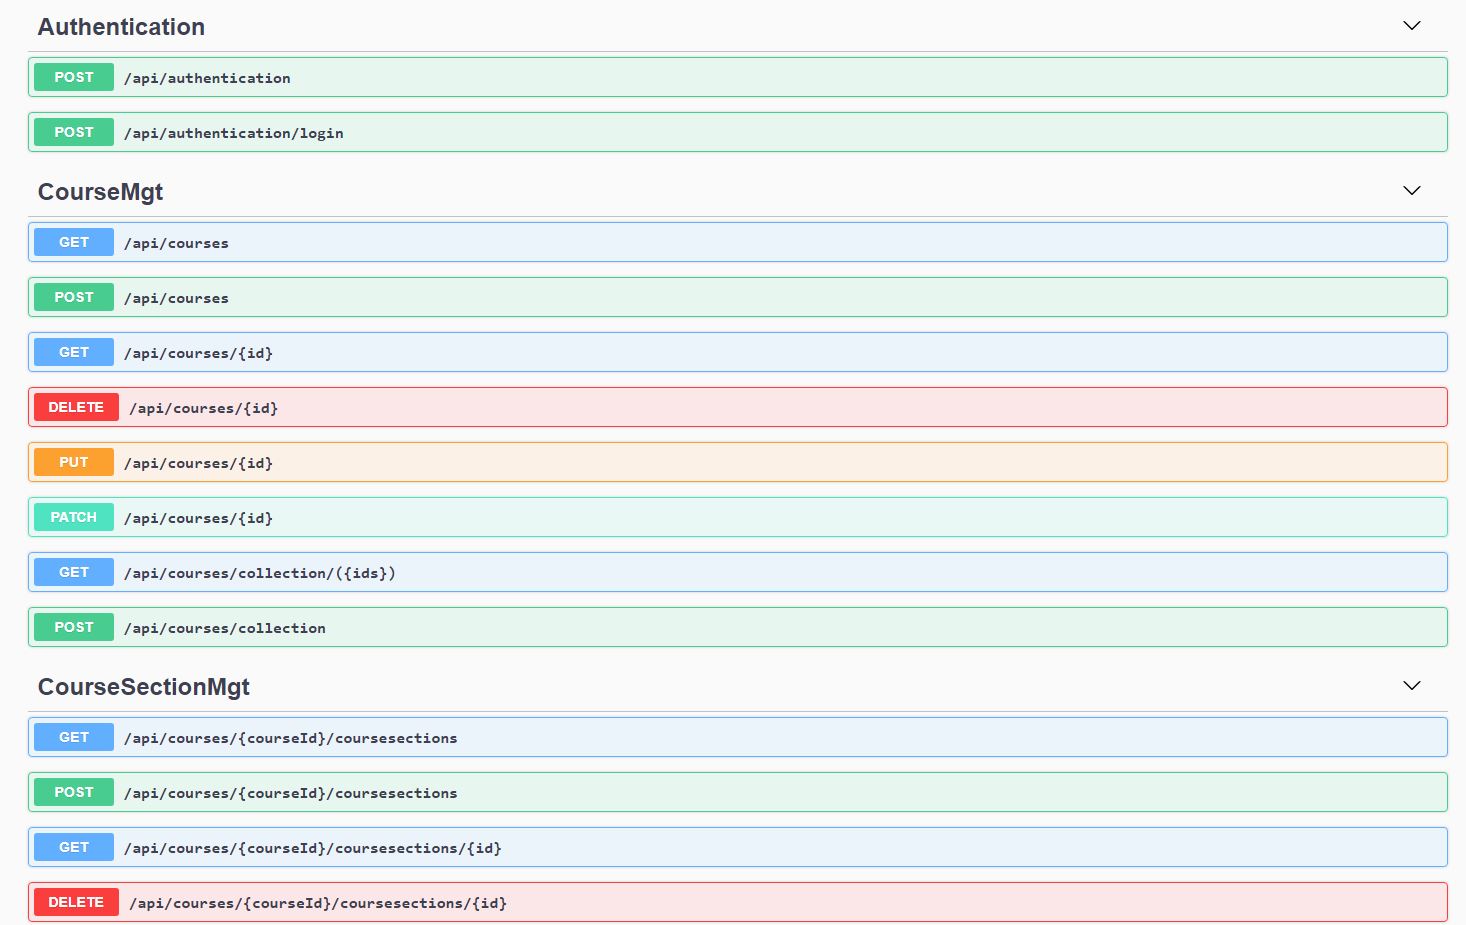 Authentication
POST /api/authentication
POST /api/authentication/login
CourseMgt
GET /api/courses
POST /api/courses
GET /api/courses/{id}
DELETE /api/courses/{id}
PUT /api/courses/{id}
PATCH /api/courses/{id}
GET /api/courses/collection/({ids})
POST /api/courses/collection
CourseSectionMgt
GET /api/courses/{courseId}/coursesections
POST /api/courses/{courseId}/coursesections
GET /api/courses/{courseId}/coursesections/{id}
DELETE /api/courses/{courseId}/coursesections/{id}